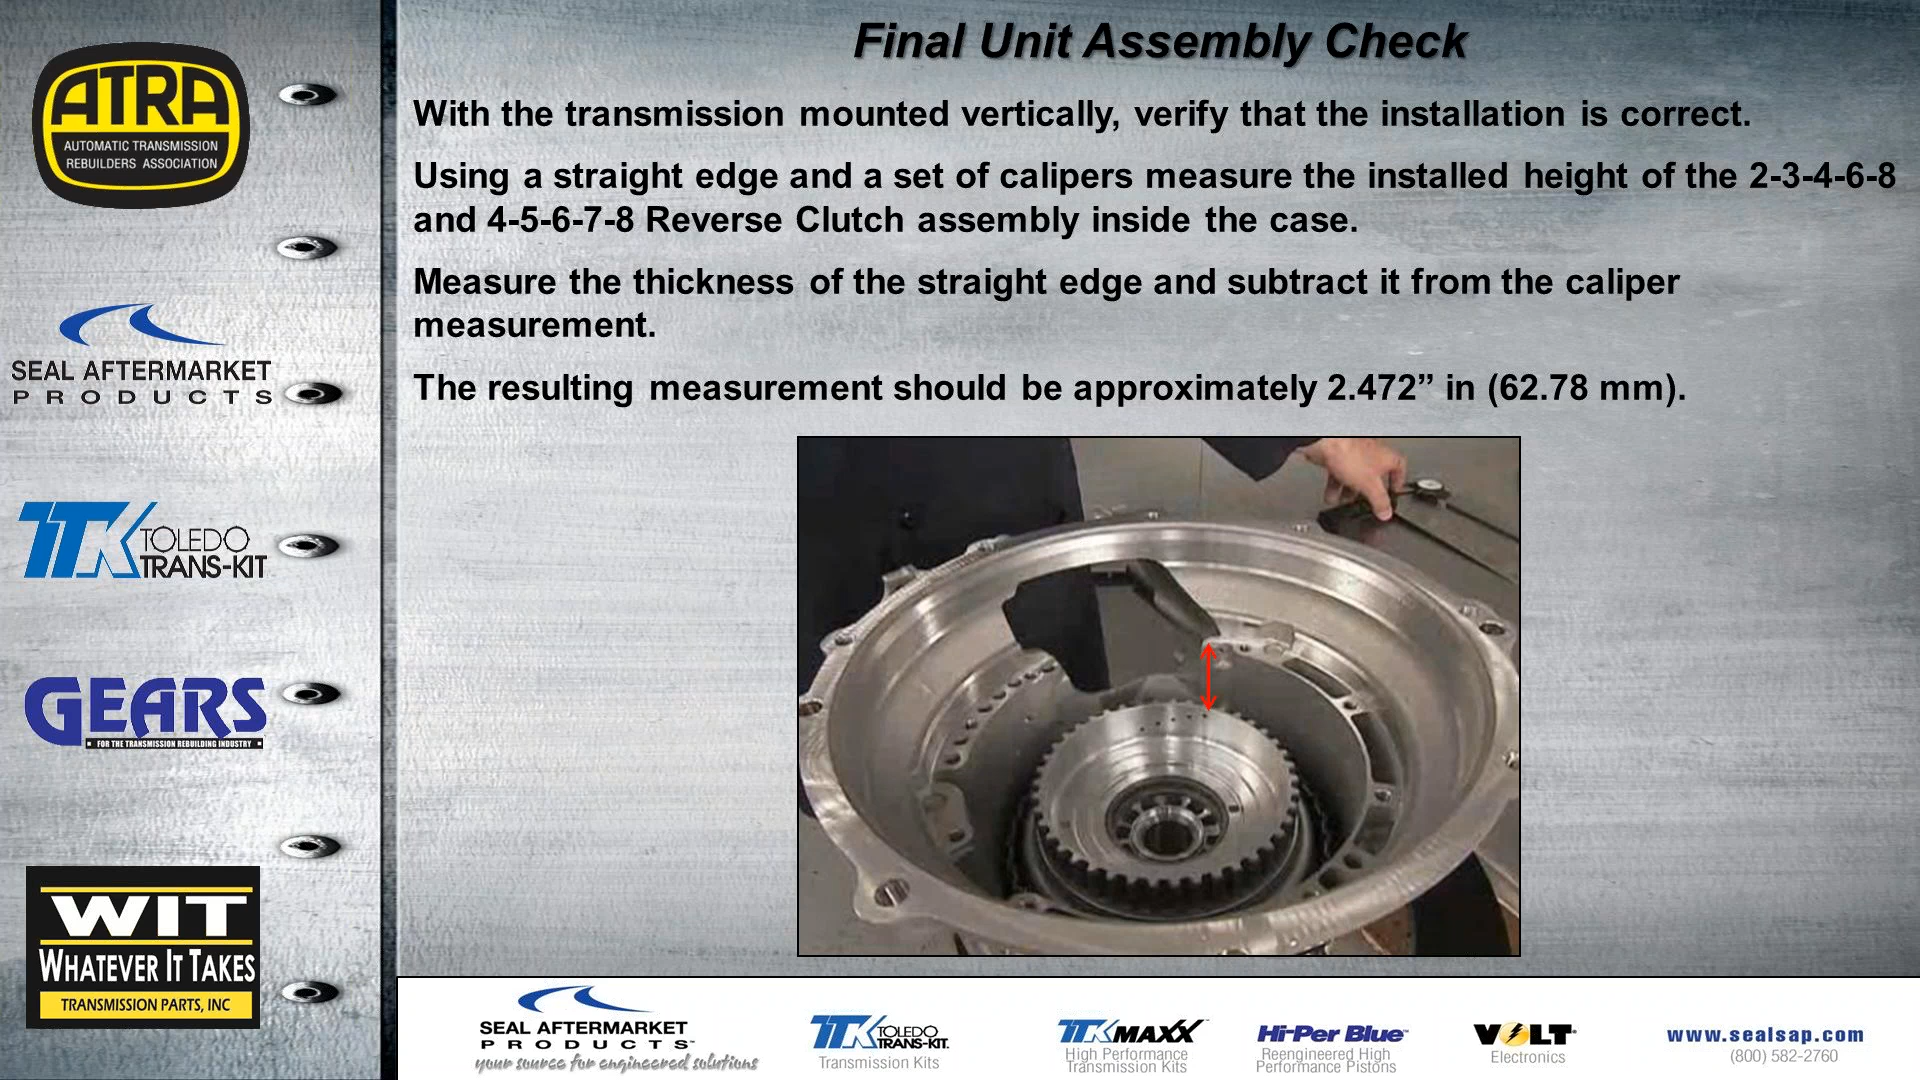 Final Unit Assembly Check
With the transmission mounted vertically, verify that the installation is correct.
Using a straight edge and a set of calipers measure the installed height of the 2-3-4-6-8
and 4-5-6-7-8 Reverse Clutch assembly inside the case.
Measure the thickness of the straight edge and subtract it from the caliper
measurement.
The resulting measurement should be approximately 2.472” in (62.78 mm).
ATRA
AUTOMATIC TRANSMISSION
REBUILDERS ASSOCIATION
SEAL AFTERMARKET
PRODUCTS
TTK TOLEDO
TRANS-KIT
GEARS
FOR THE TRANSMISSION REBUILDING INDUSTRY
WIT
WHATEVER IT TAKES
TRANSMISSION PARTS, INC
SEAL AFTERMARKET
PRODUCTS™
your source for engineered solutions
TTK TOLEDO
TRANS-KIT.
Transmission Kits
TTK MAXX™
High Performance
Transmission Kits
Hi-Per Blue™
Reengineered High
Performance Pistons
VOLT
Electronics
www.sealsap.com
(800) 582-2760